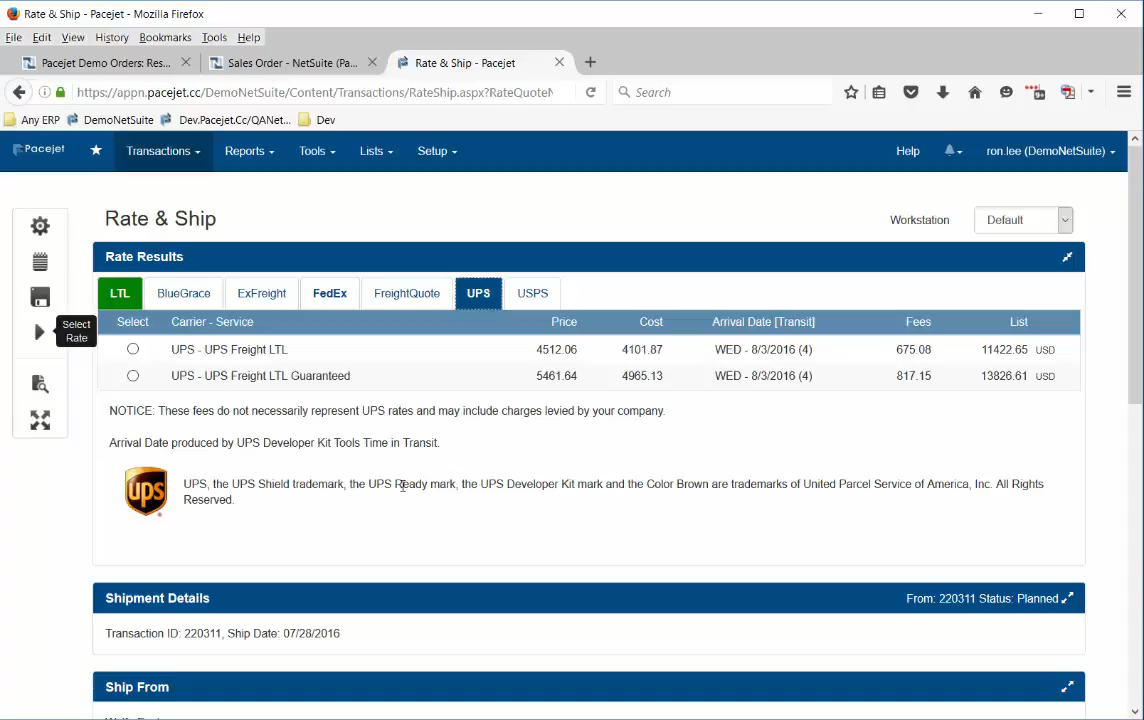 Rate & Ship - Pacejet - Mozilla Firefox
File Edit View History Bookmarks Tools Help
Pacejet Demo Orders: Res...
Sales Order - NetSuite (Pa...
Rate & Ship - Pacejet
https://appn.pacejet.cc/DemoNetSuite/Content/Transactions/RateShip.aspx?RateQuoteN
Search
Any ERP DemoNetSuite Dev.Pacejet.Cc/QANet... Dev
Pacejet Transactions Reports Tools Lists Setup Help ron.lee (DemoNetSuite)
Rate & Ship
Workstation Default
Rate Results
LTL BlueGrace ExFreight FedEx FreightQuote UPS USPS
Select Carrier - Service Price Cost Arrival Date [Transit] Fees List
Select Rate
UPS - UPS Freight LTL 4512.06 4101.87 WED - 8/3/2016 (4) 675.08 11422.65 USD
UPS - UPS Freight LTL Guaranteed 5461.64 4965.13 WED - 8/3/2016 (4) 817.15 13826.61 USD
NOTICE: These fees do not necessarily represent UPS rates and may include charges levied by your company.
Arrival Date produced by UPS Developer Kit Tools Time in Transit.
ups
UPS, the UPS Shield trademark, the UPS Ready mark, the UPS Developer Kit mark and the Color Brown are trademarks of United Parcel Service of America, Inc. All Rights
Reserved.
Shipment Details
From: 220311 Status: Planned
Transaction ID: 220311, Ship Date: 07/28/2016
Ship From